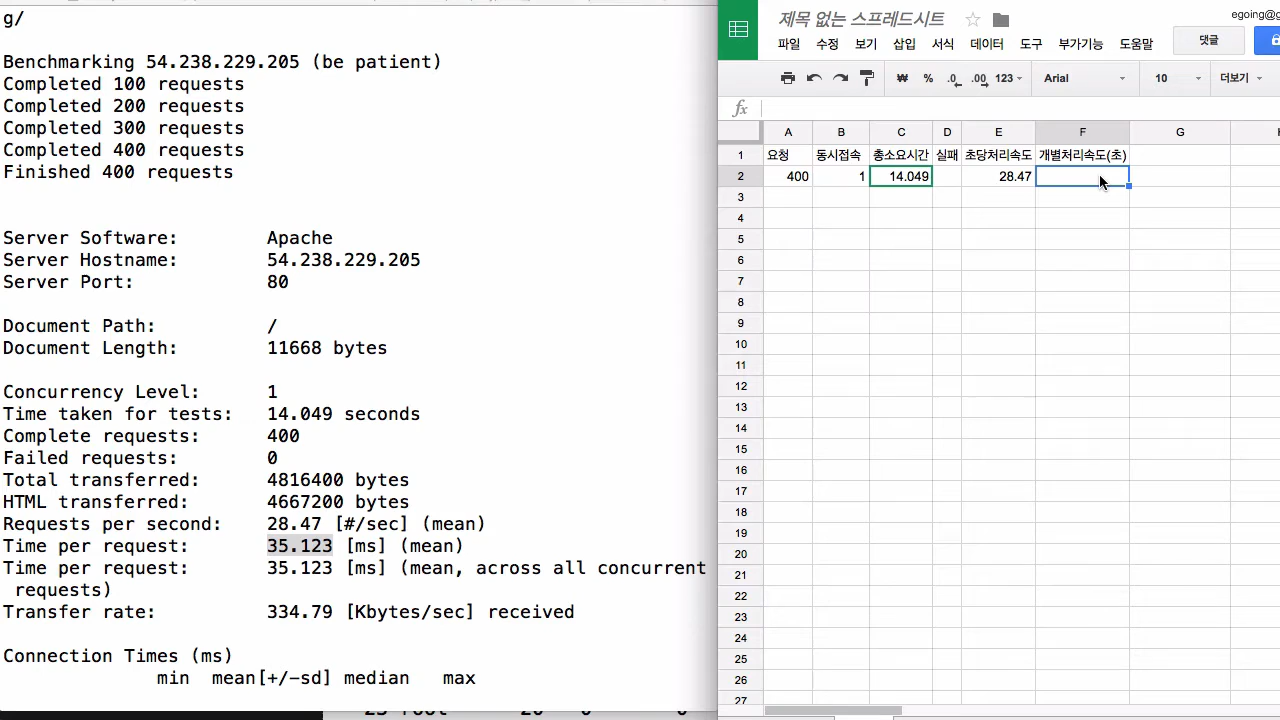 g/
Benchmarking 54.238.229.205 (be patient)
Completed 100 requests
Completed 200 requests
Completed 300 requests
Completed 400 requests
Finished 400 requests
Server Software: Apache
Server Hostname: 54.238.229.205
Server Port: 80
Document Path: /
Document Length: 11668 bytes
Concurrency Level: 1
Time taken for tests: 14.049 seconds
Complete requests: 400
Failed requests: 0
Total transferred: 4816400 bytes
HTML transferred: 4667200 bytes
Requests per second: 28.47 [#/sec] (mean)
Time per request: 35.123 [ms] (mean)
Time per request: 35.123 [ms] (mean, across all concurrent
requests)
Transfer rate: 334.79 [Kbytes/sec] received
Connection Times (ms)
min mean[+/-sd] median max
제목 없는 스프레드시트
egoing@g
파일 수정 보기 삽입 서식 데이터 도구 부가기능 도움말
댓글
₩ % .0 .00 123 Arial 10 더보기
fx
A B C D E F G
1 요청 동시접속 총소요시간 실패 초당처리속도 개별처리속도(초)
2 400 1 14.049 28.47
3
4
5
6
7
8
9
10
11
12
13
14
15
16
17
18
19
20
21
22
23
24
25
26
27